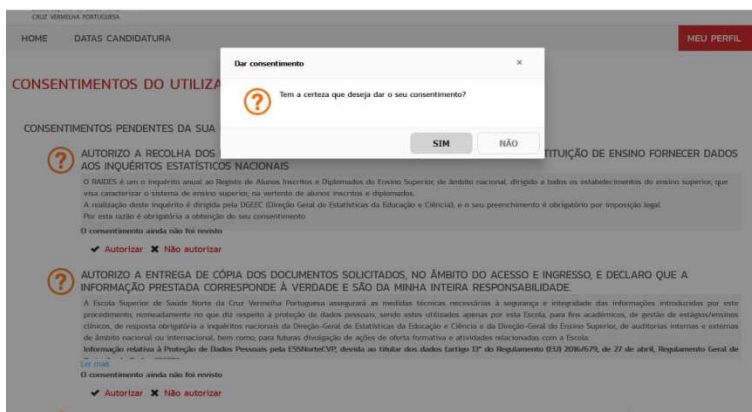 CRUZ VERMELHA PORTUGUESA
HOME DATAS CANDIDATURA MEU PERFIL
Dar consentimento ×
Tem a certeza que deseja dar o seu consentimento?
SIM NÃO
CONSENTIMENTOS DO UTILIZA
CONSENTIMENTOS PENDENTES DA SUA
AUTORIZO A RECOLHA DOS TITUIÇÃO DE ENSINO FORNECER DADOS
AOS INQUÉRITOS ESTATÍSTICOS NACIONAIS
O RAIDES é um o inquérito anual ao Registo de Alunos Inscritos e Diplomados do Ensino Superior, de âmbito nacional, dirigido a todos os estabelecimentos do ensino superior, que
visa caracterizar o sistema de ensino superior, na vertente de alunos inscritos e diplomados.
A realização deste inquérito é dirigida pela DGEEC (Direção Geral de Estatísticas da Educação e Ciência), e o seu preenchimento é obrigatório por imposição legal.
Por esta razão é obrigatória a obtenção do seu consentimento
O consentimento ainda não foi revisto
✔ Autorizar ✖ Não autorizar
AUTORIZO A ENTREGA DE CÓPIA DOS DOCUMENTOS SOLICITADOS, NO ÂMBITO DO ACESSO E INGRESSO, E DECLARO QUE A
INFORMAÇÃO PRESTADA CORRESPONDE À VERDADE E SÃO DA MINHA INTEIRA RESPONSABILIDADE.
A Escola Superior de Saúde Norte da Cruz Vermelha Portuguesa assegurará as medidas técnicas necessárias à segurança e integridade das informações introduzidas por este
procedimento, nomeadamente no que diz respeito à proteção de dados pessoais, sendo estes utilizados apenas por esta Escola, para fins académicos, de gestão de estágios/ensinos
clínicos, de resposta obrigatória a inquéritos nacionais da Direção-Geral de Estatísticas da Educação e Ciência e da Direção-Geral do Ensino Superior, de auditorias internas e externas
de âmbito nacional ou internacional, bem como, para futuras divulgação de ações de oferta formativa e atividades relacionadas com a Escola.
Informação relativa à Proteção de Dados Pessoais pela ESSNorteCVP, devida ao titular dos dados (artigo 13º do Regulamento (EU) 2016/679, de 27 de abril, Regulamento Geral de
Ler mais
O consentimento ainda não foi revisto
✔ Autorizar ✖ Não autorizar